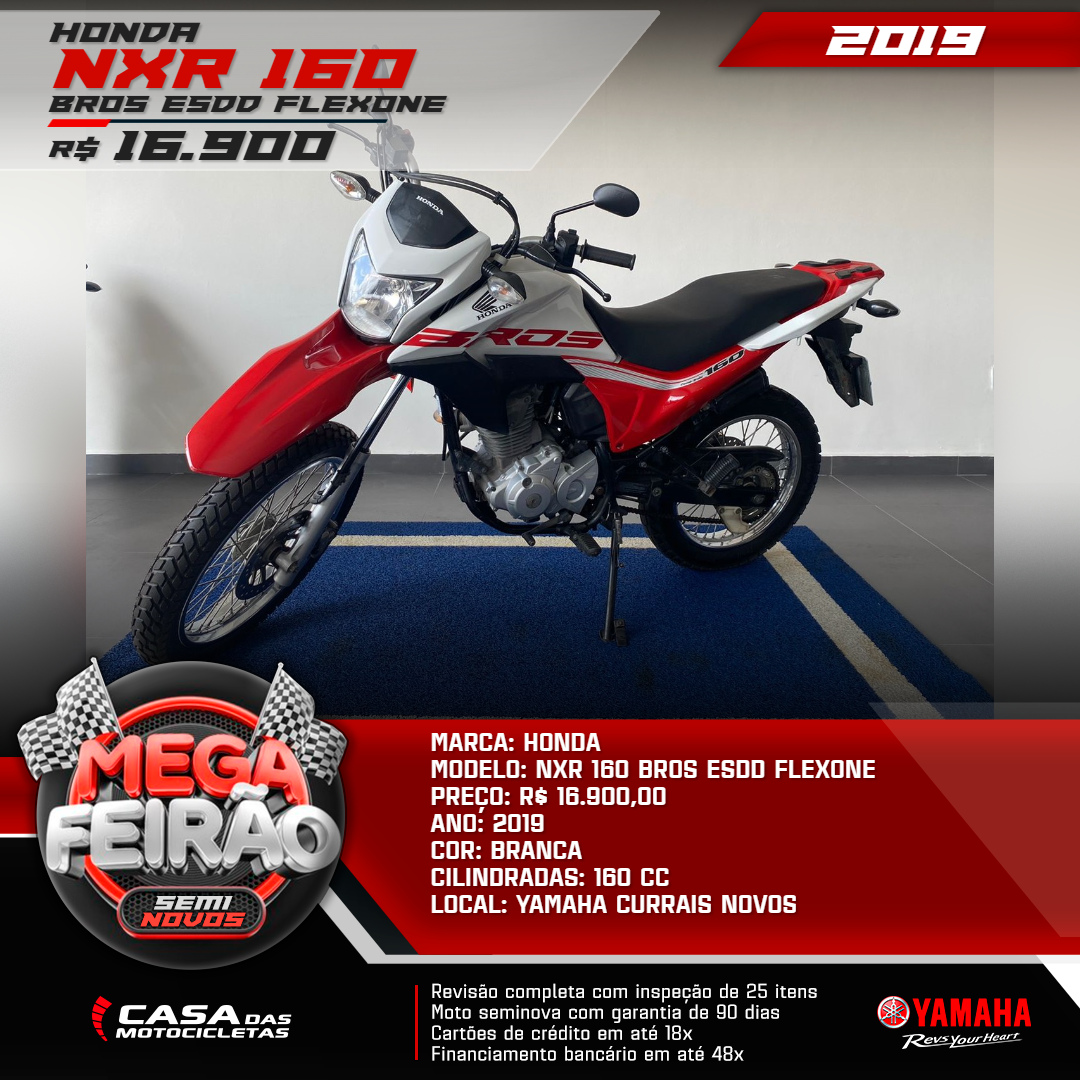 HONDA
NXR 160
BROS ESDD FLEXONE
R$ 16.900
2019
HONDA
HONDA
BROS
160
MEGA
FEIRÃO
SEMI
NOVOS
MARCA: HONDA
MODELO: NXR 160 BROS ESDD FLEXONE
PREÇO: R$ 16.900,00
ANO: 2019
COR: BRANCA
CILINDRADAS: 160 CC
LOCAL: YAMAHA CURRAIS NOVOS
CASA DAS
MOTOCICLETAS
Revisão completa com inspeção de 25 itens
Moto seminova com garantia de 90 dias
Cartões de crédito em até 18x
Financiamento bancário em até 48x
YAMAHA
Revs Your Heart